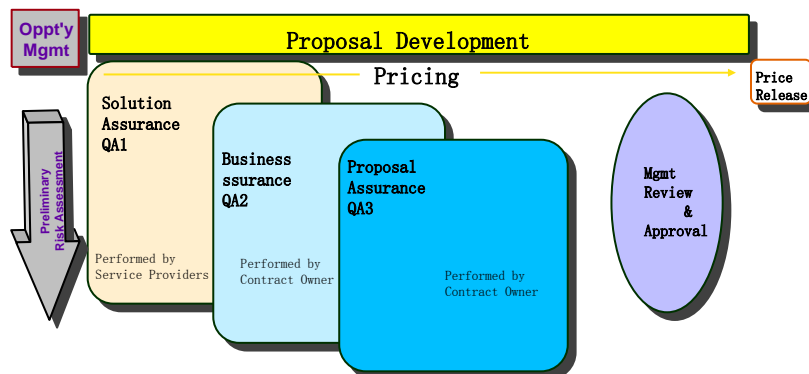 Oppt'y
Mgmt
Proposal Development
Pricing
Price
Release
Preliminary
Risk Assessment
Solution
Assurance
QA1
Performed by
Service Providers
Business
ssurance
QA2
Performed by
Contract Owner
Proposal
Assurance
QA3
Performed by
Contract Owner
Mgmt
Review
&
Approval